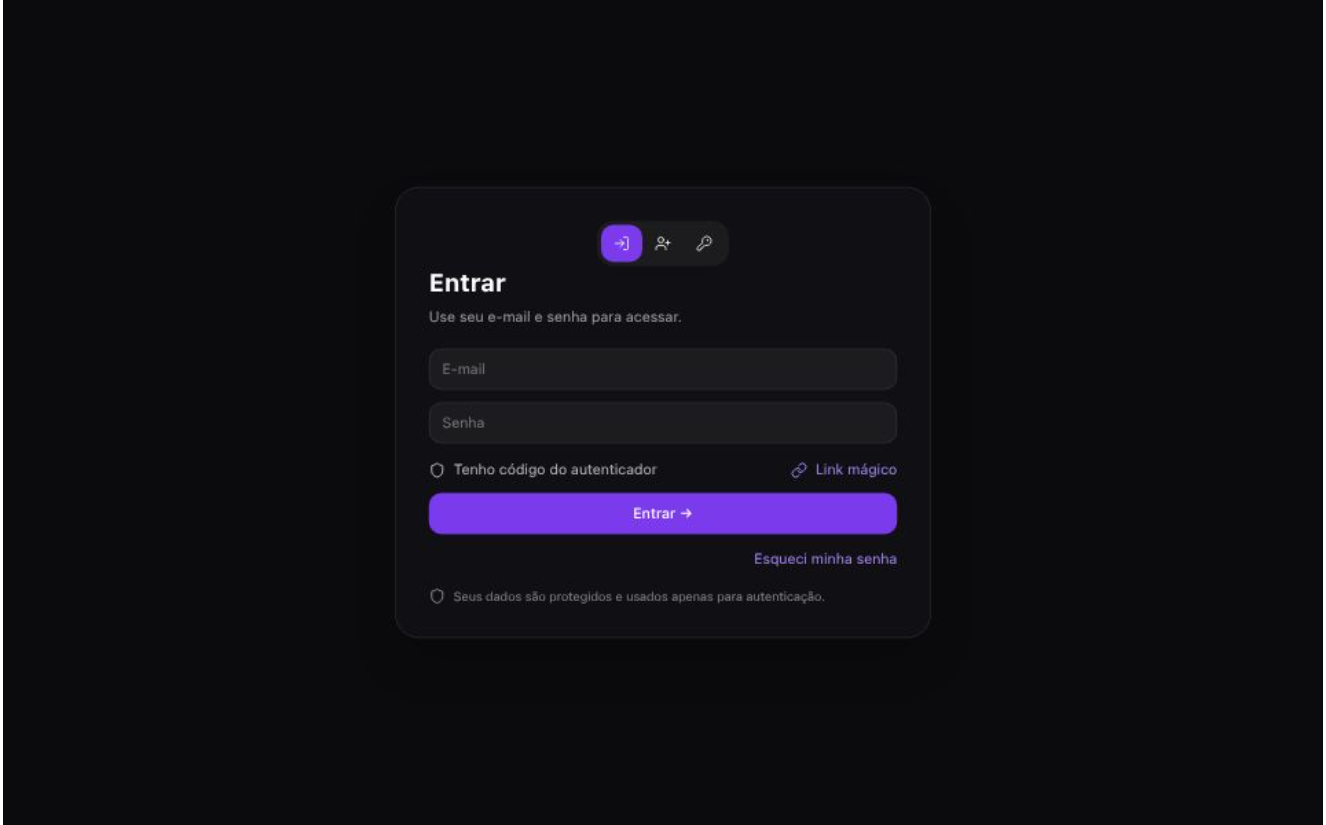 Entrar
Use seu e-mail e senha para acessar.
E-mail
Senha
Tenho código do autenticador Link mágico
Entrar →
Esqueci minha senha
Seus dados são protegidos e usados apenas para autenticação.